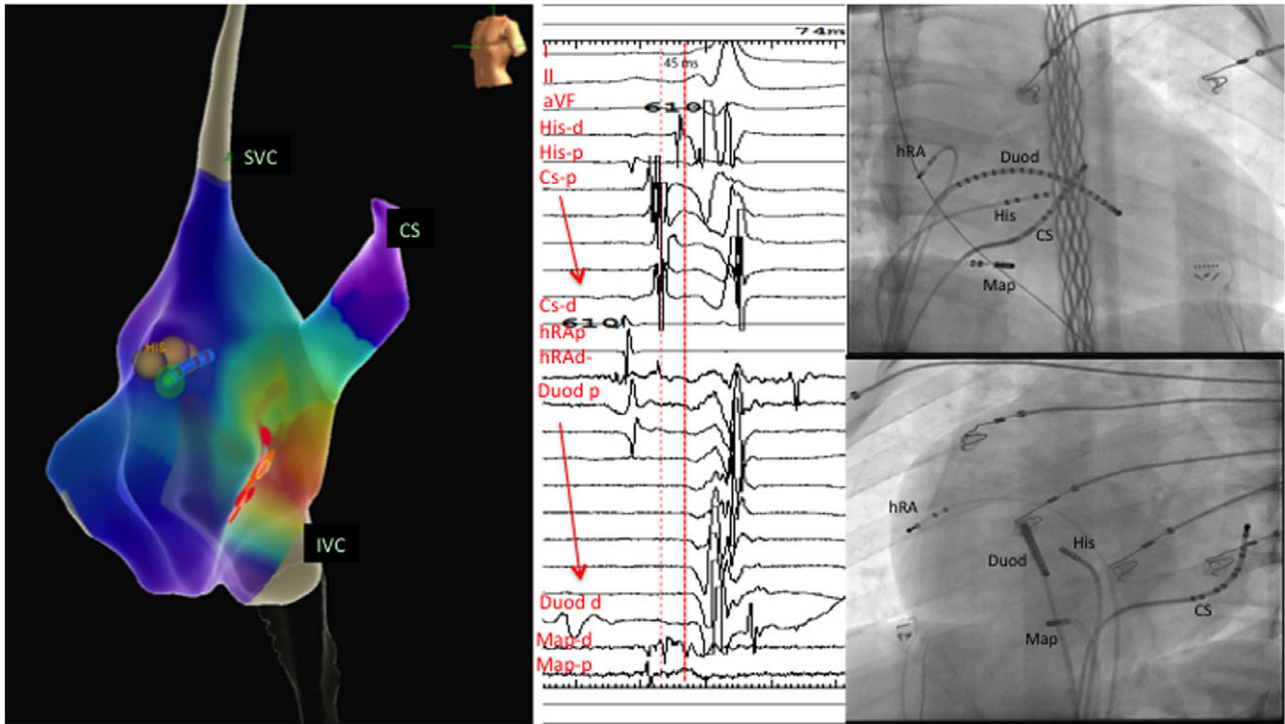 SVC
CS
HIS
IVC
74m
I
45 ms
II
aVF
610
His-d
His-p
Cs-p
Cs-d
610
hRAp
hRAd-
Duod p
Duod d
Map-d
Map-p
hRA
Duod
His
CS
Map
hRA
Duod
His
CS
Map